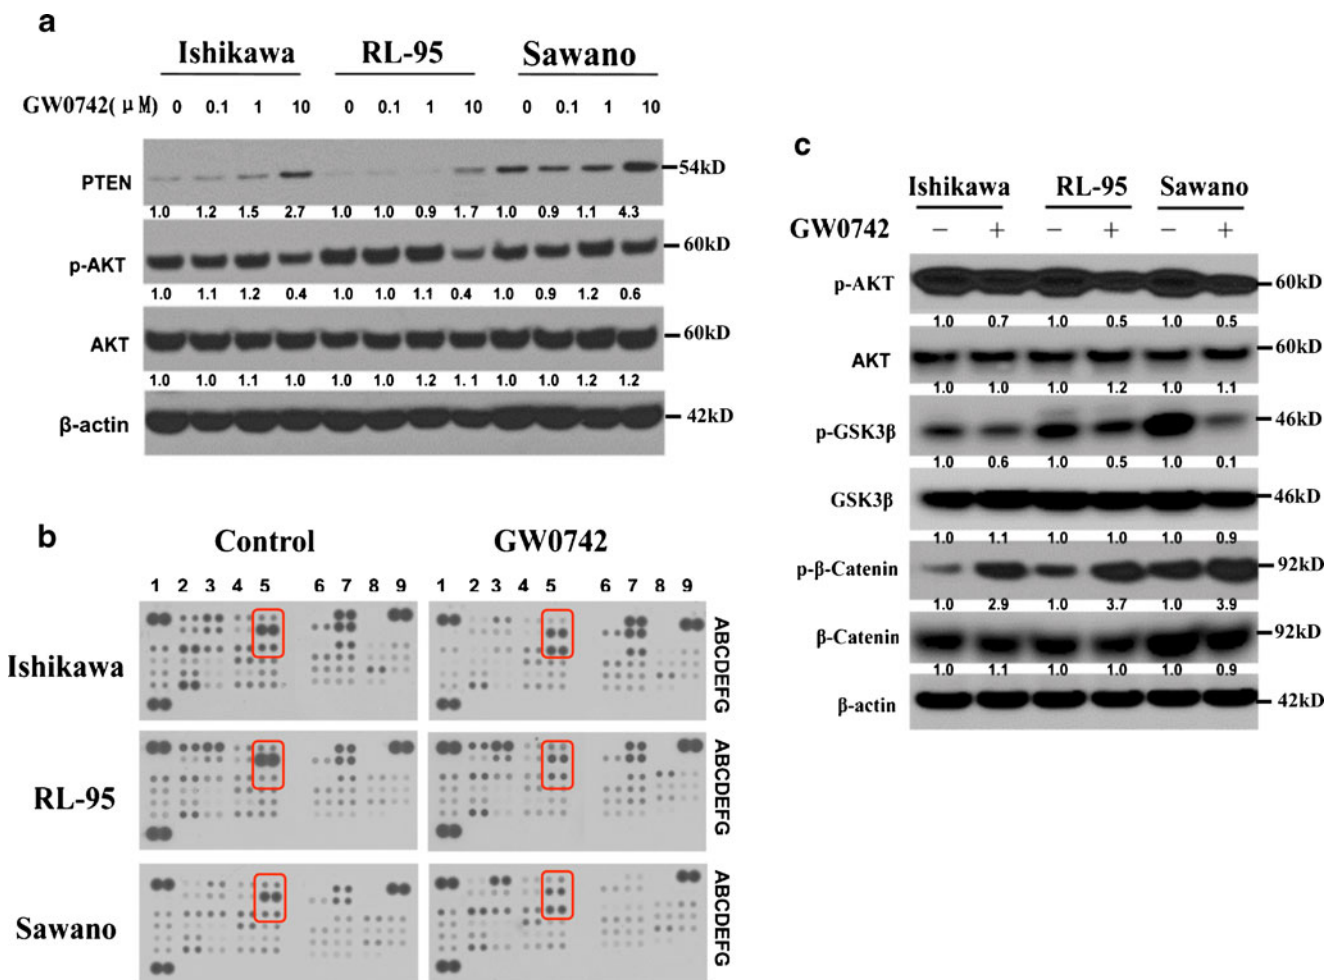 a
Ishikawa RL-95 Sawano
GW0742(μM) 0 0.1 1 10 0 0.1 1 10 0 0.1 1 10
PTEN 54kD
1.0 1.2 1.5 2.7 1.0 1.0 0.9 1.7 1.0 0.9 1.1 4.3
p-AKT 60kD
1.0 1.1 1.2 0.4 1.0 1.0 1.1 0.4 1.0 0.9 1.2 0.6
AKT 60kD
1.0 1.0 1.1 1.0 1.0 1.0 1.2 1.1 1.0 1.0 1.2 1.2
β-actin 42kD
b
Control GW0742
1 2 3 4 5 6 7 8 9 1 2 3 4 5 6 7 8 9
Ishikawa ABCDEFG
RL-95 ABCDEFG
Sawano ABCDEFG
c
Ishikawa RL-95 Sawano
GW0742 − + − + − +
p-AKT 60kD
1.0 0.7 1.0 0.5 1.0 0.5
AKT 60kD
1.0 1.0 1.0 1.2 1.0 1.1
p-GSK3β 46kD
1.0 0.6 1.0 0.5 1.0 0.1
GSK3β 46kD
1.0 1.1 1.0 1.0 1.0 0.9
p-β-Catenin 92kD
1.0 2.9 1.0 3.7 1.0 3.9
β-Catenin 92kD
1.0 1.1 1.0 1.0 1.0 0.9
β-actin 42kD